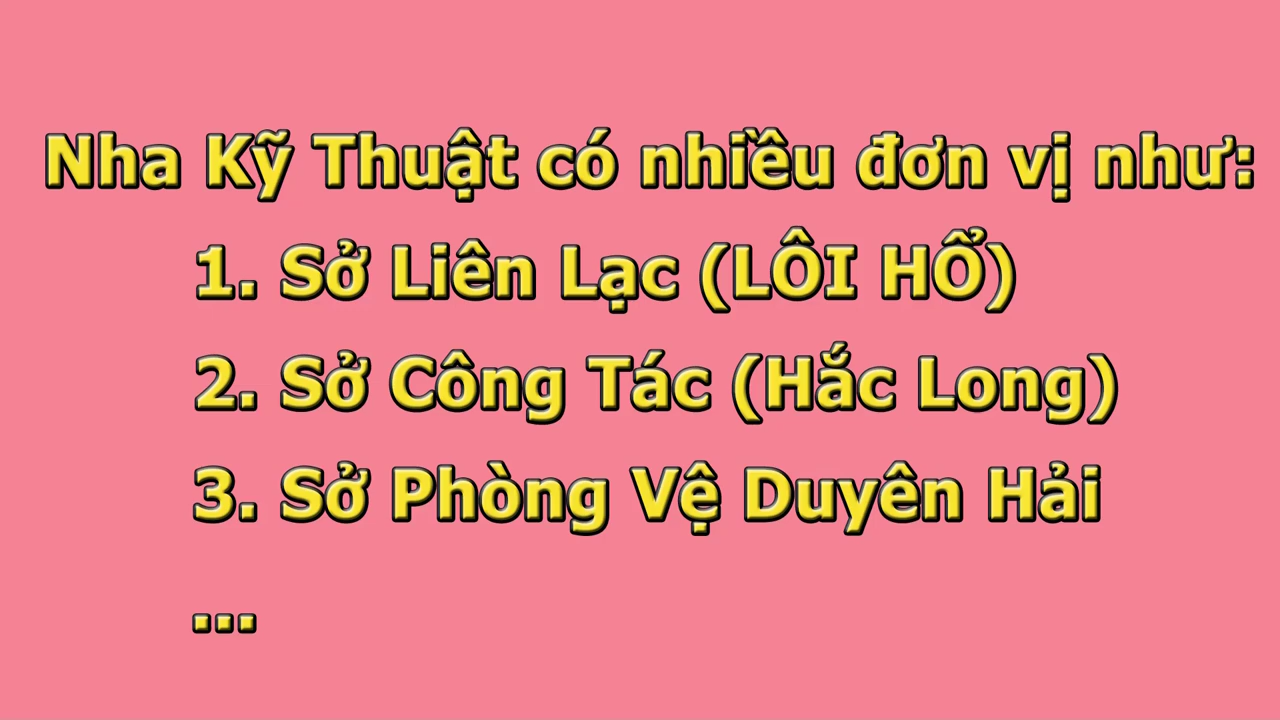 Nha Kỹ Thuật có nhiều đơn vị như:
1. Sở Liên Lạc (LÔI HỔ)
2. Sở Công Tác (Hắc Long)
3. Sở Phòng Vệ Duyên Hải
...